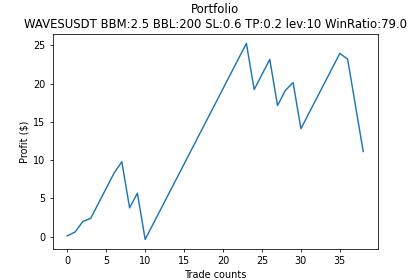 Portfolio
WAVESUSDT BBM:2.5 BBL:200 SL:0.6 TP:0.2 lev:10 WinRatio:79.0
25
20
15
10
5
0
Profit ($)
0 5 10 15 20 25 30 35
Trade counts